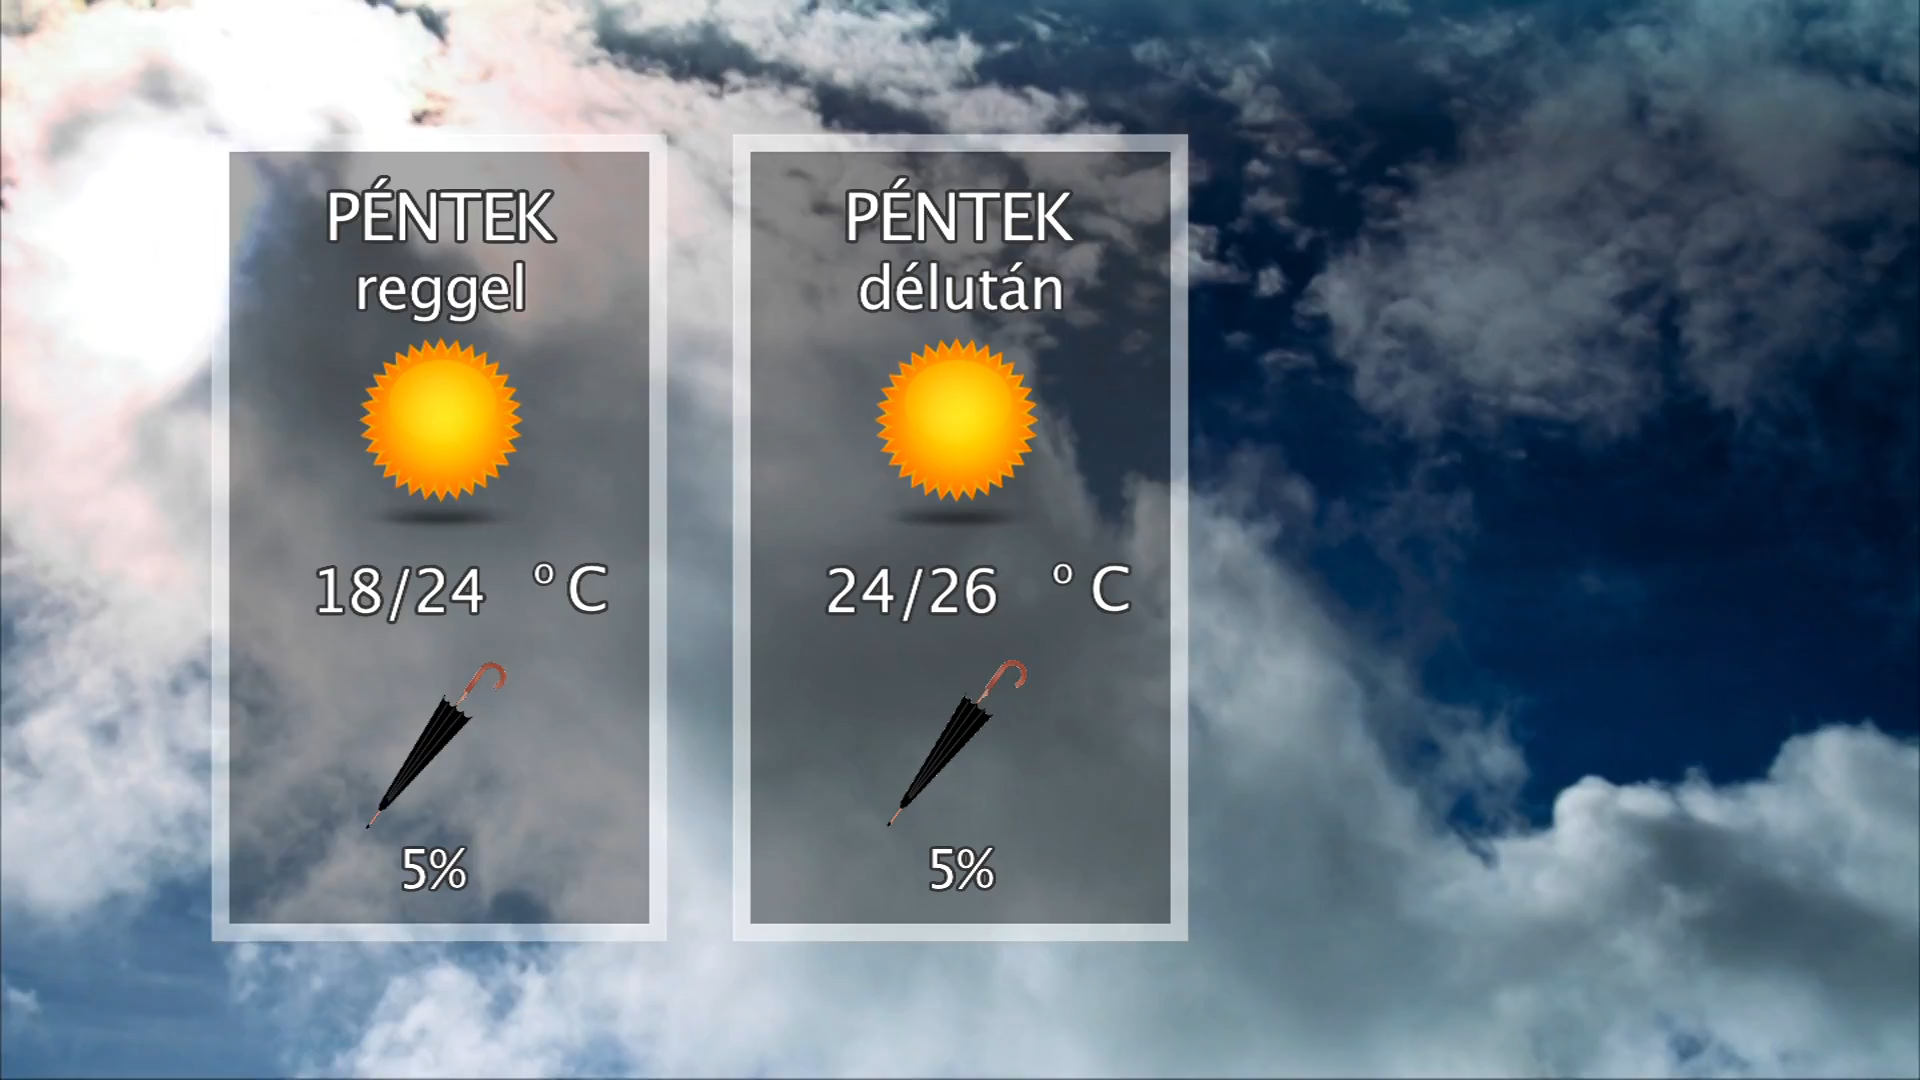 PÉNTEK
reggel
18/24 °C
5%
PÉNTEK
délután
24/26 °C
5%